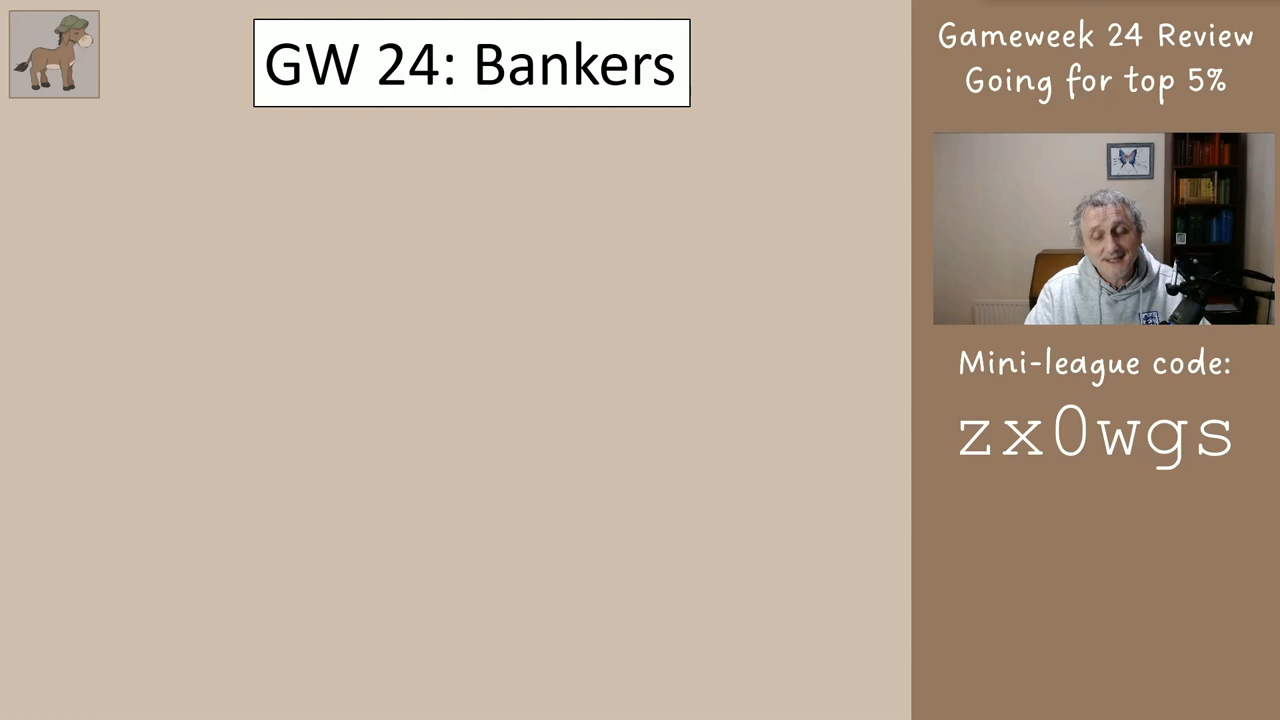 GW 24: Bankers
Gameweek 24 Review
Going for top 5%
Mini-league code:
zx0wgs